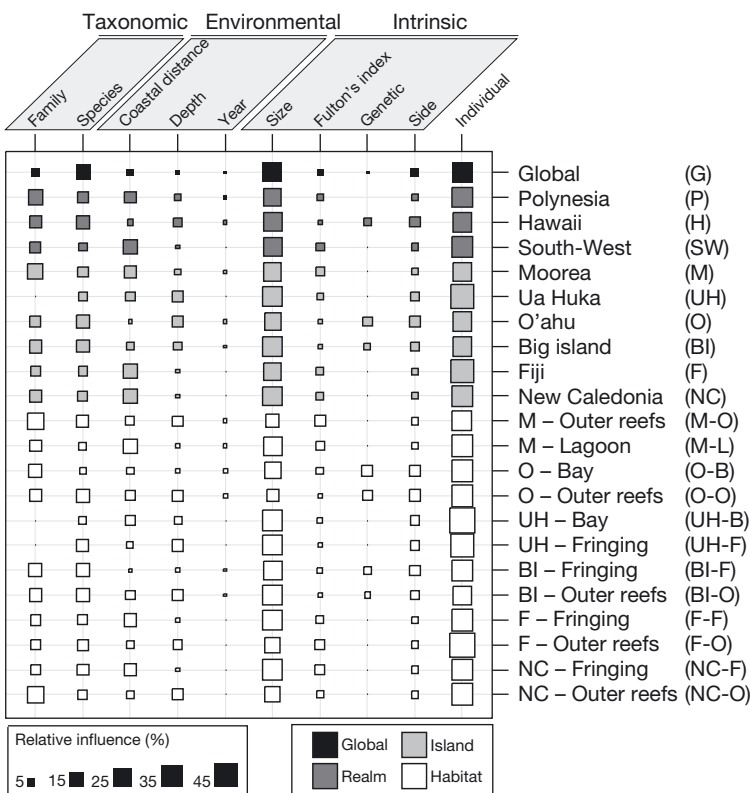 Taxonomic Environmental Intrinsic
Family Species Coastal distance Depth Year Size Fulton's index Genetic Side Individual
Global (G)
Polynesia (P)
Hawaii (H)
South-West (SW)
Moorea (M)
Ua Huka (UH)
O'ahu (O)
Big island (BI)
Fiji (F)
New Caledonia (NC)
M – Outer reefs (M-O)
M – Lagoon (M-L)
O – Bay (O-B)
O – Outer reefs (O-O)
UH – Bay (UH-B)
UH – Fringing (UH-F)
BI – Fringing (BI-F)
BI – Outer reefs (BI-O)
F – Fringing (F-F)
F – Outer reefs (F-O)
NC – Fringing (NC-F)
NC – Outer reefs (NC-O)
Relative influence (%)
5 15 25 35 45
Global Island
Realm Habitat